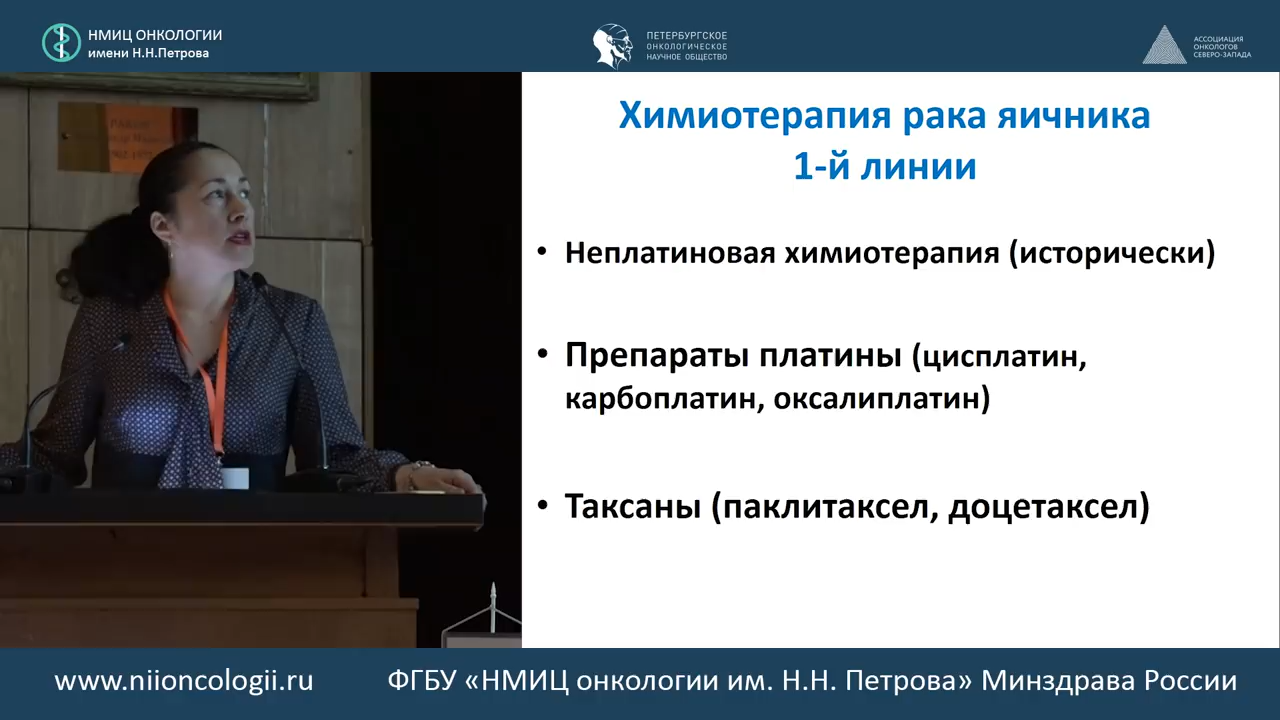 НМИЦ ОНКОЛОГИИ
имени Н.Н.Петрова
ПЕТЕРБУРГСКОЕ
ОНКОЛОГИЧЕСКОЕ
НАУЧНОЕ ОБЩЕСТВО
АССОЦИАЦИЯ
ОНКОЛОГОВ
СЕВЕРО-ЗАПАДА
Химиотерапия рака яичника
1-й линии
• Неплатиновая химиотерапия (исторически)
• Препараты платины (цисплатин,
карбоплатин, оксалиплатин)
• Таксаны (паклитаксел, доцетаксел)
www.niioncologii.ru
ФГБУ «НМИЦ онкологии им. Н.Н. Петрова» Минздрава России